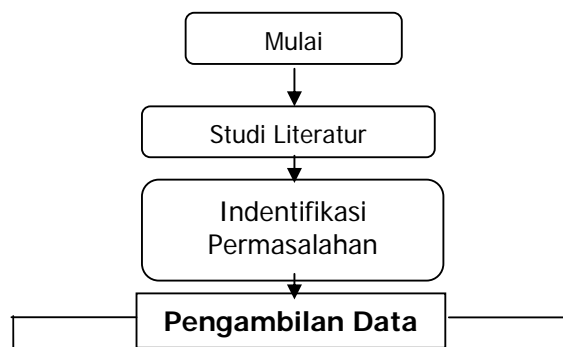 Mulai
Studi Literatur
Indentifikasi
Permasalahan
Pengambilan Data